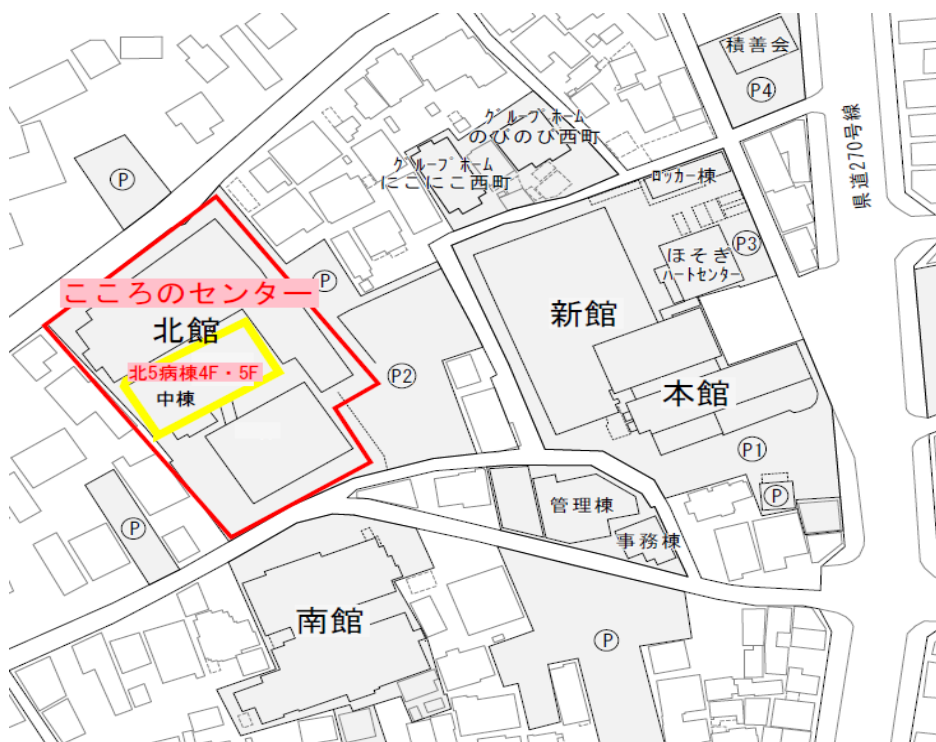 積善会
P4
県道270号線
グループホーム
のびのび西町
グループホーム
にこにこ西町
ロッカー棟
P
P3
ほそぎ
ハートセンター
P
こころのセンター
北館
新館
北5病棟4F・5F
中棟
P2
本館
P1
P
管理棟
P
事務棟
南館
P